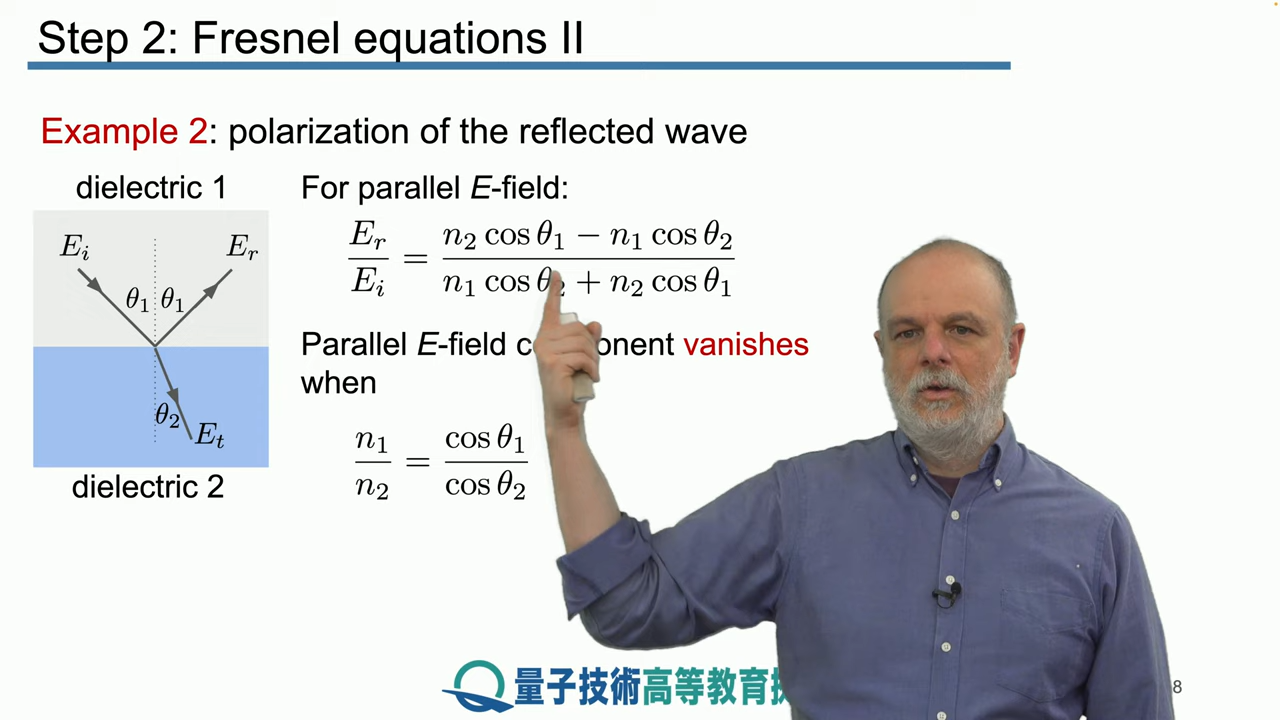 Step 2: Fresnel equations II
Example 2: polarization of the reflected wave
dielectric 1
E_i
E_r
θ_1 θ_1
θ_2
E_t
dielectric 2
For parallel E-field:
E_r / E_i = (n_2 cos θ_1 − n_1 cos θ_2) / (n_1 cos θ_2 + n_2 cos θ_1)
Parallel E-field vanishes
when
n_1 / n_2 = cos θ_1 / cos θ_2
量子技術高等教育
8